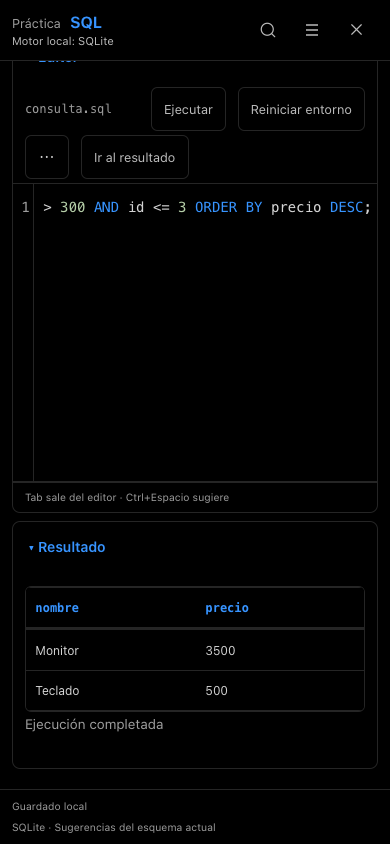 Práctica SQL
Motor local: SQLite
consulta.sql
Ejecutar
Reiniciar entorno
...
Ir al resultado
1 > 300 AND id <= 3 ORDER BY precio DESC;
Tab sale del editor · Ctrl+Espacio sugiere
▾ Resultado
nombre precio
Monitor 3500
Teclado 500
Ejecución completada
Guardado local
SQLite · Sugerencias del esquema actual